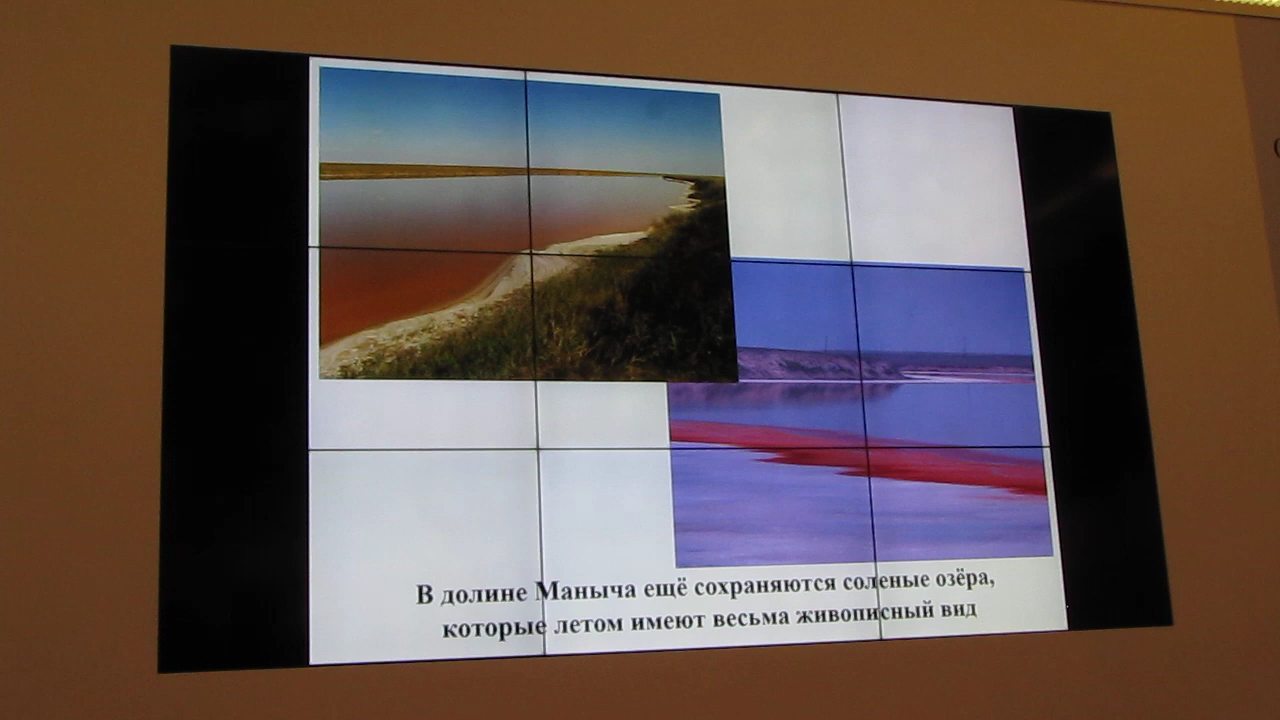 В долине Маныча ещё сохраняются соленые озёра,
которые летом имеют весьма живописный вид